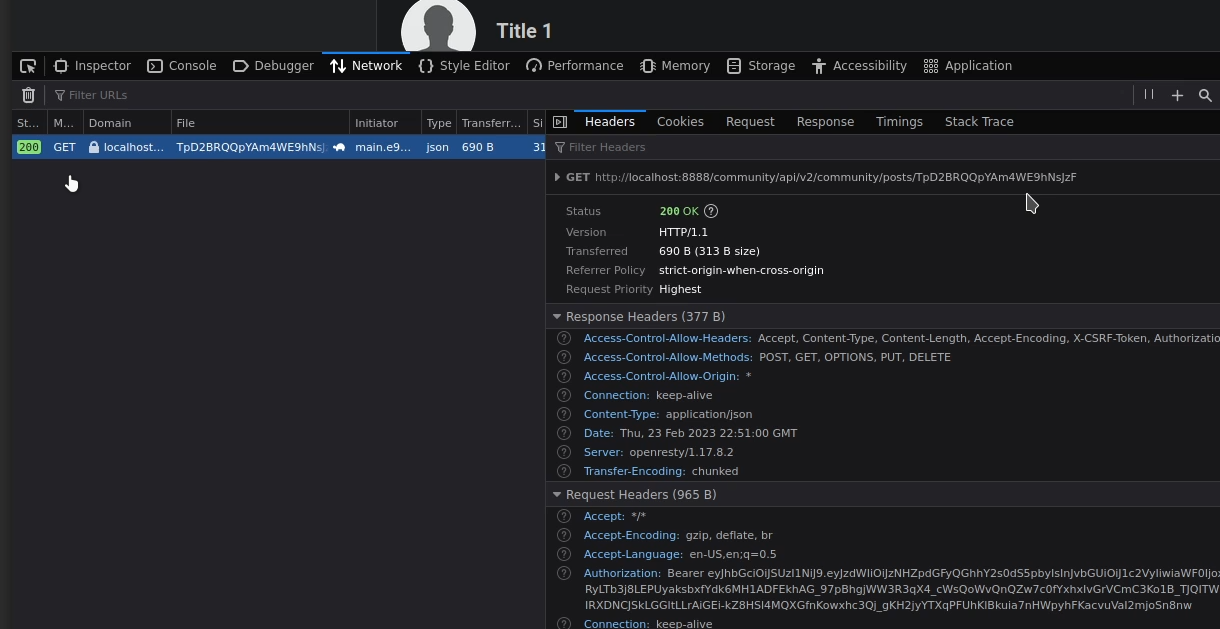 Title 1
Inspector Console Debugger Network Style Editor Performance Memory Storage Accessibility Application
Filter URLs
St... M... Domain File Initiator Type Transferr... Si
Headers Cookies Request Response Timings Stack Trace
200 GET localhost... TpD2BRQQpYAm4WE9hNsJ main.e9... json 690 B 31
Filter Headers
GET http://localhost:8888/community/api/v2/community/posts/TpD2BRQQpYAm4WE9hNsJzF
Status 200 OK
Version HTTP/1.1
Transferred 690 B (313 B size)
Referrer Policy strict-origin-when-cross-origin
Request Priority Highest
Response Headers (377 B)
Access-Control-Allow-Headers: Accept, Content-Type, Content-Length, Accept-Encoding, X-CSRF-Token, Authorizatio
Access-Control-Allow-Methods: POST, GET, OPTIONS, PUT, DELETE
Access-Control-Allow-Origin: *
Connection: keep-alive
Content-Type: application/json
Date: Thu, 23 Feb 2023 22:51:00 GMT
Server: openresty/1.17.8.2
Transfer-Encoding: chunked
Request Headers (965 B)
Accept: */*
Accept-Encoding: gzip, deflate, br
Accept-Language: en-US,en;q=0.5
Authorization: Bearer
Connection: keep-alive